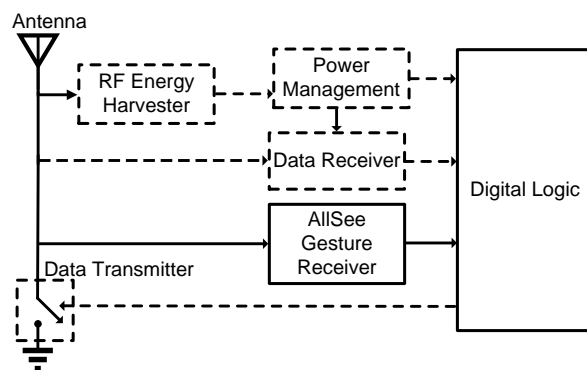 Antenna
RF Energy
Harvester
Power
Management
Data Receiver
Digital Logic
AllSee
Gesture
Receiver
Data Transmitter